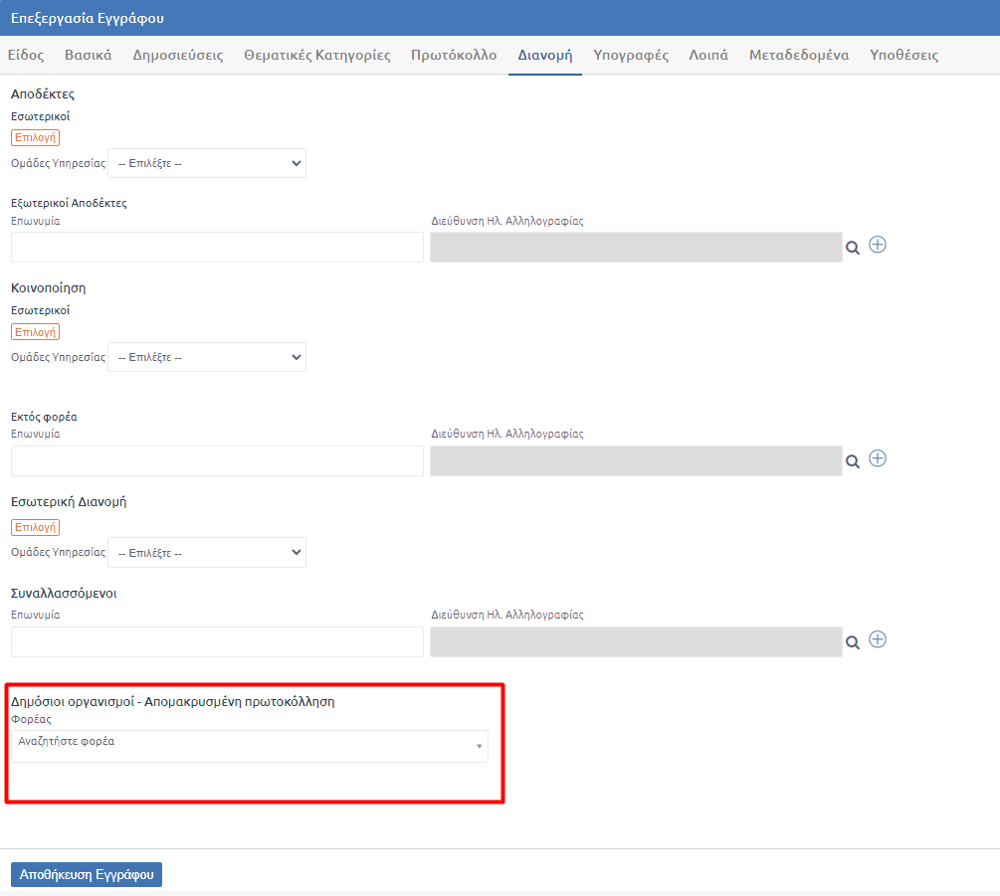 Επεξεργασία Εγγράφου
Είδος Βασικά Δημοσιεύσεις Θεματικές Κατηγορίες Πρωτόκολλο Διανομή Υπογραφές Λοιπά Μεταδεδομένα Υποθέσεις
Αποδέκτες
Εσωτερικοί
Επιλογή
Ομάδες Υπηρεσίας -- Επιλέξτε --
Εξωτερικοί Αποδέκτες
Επωνυμία Διεύθυνση Ηλ. Αλληλογραφίας
Κοινοποίηση
Εσωτερικοί
Επιλογή
Ομάδες Υπηρεσίας -- Επιλέξτε --
Εκτός φορέα
Επωνυμία Διεύθυνση Ηλ. Αλληλογραφίας
Εσωτερική Διανομή
Επιλογή
Ομάδες Υπηρεσίας -- Επιλέξτε --
Συναλλασσόμενοι
Επωνυμία Διεύθυνση Ηλ. Αλληλογραφίας
Δημόσιοι οργανισμοί - Απομακρυσμένη πρωτοκόλληση
Φορέας
Αναζητήστε φορέα
Αποθήκευση Εγγράφου